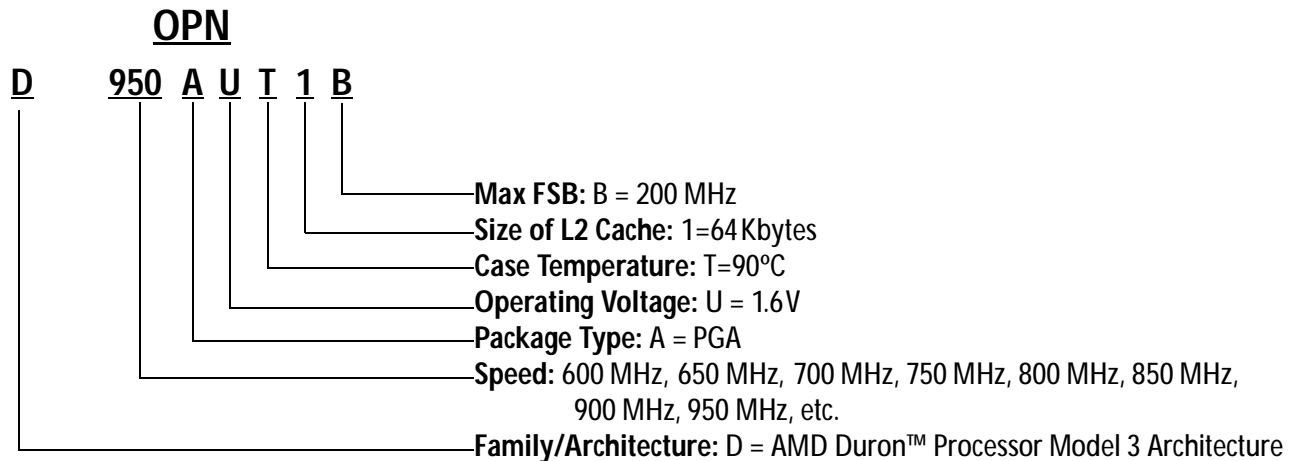 OPN
D 950 A U T 1 B
Max FSB: B = 200 MHz
Size of L2 Cache: 1=64 Kbytes
Case Temperature: T=90ºC
Operating Voltage: U = 1.6 V
Package Type: A = PGA
Speed: 600 MHz, 650 MHz, 700 MHz, 750 MHz, 800 MHz, 850 MHz,
900 MHz, 950 MHz, etc.
Family/Architecture: D = AMD Duron™ Processor Model 3 Architecture